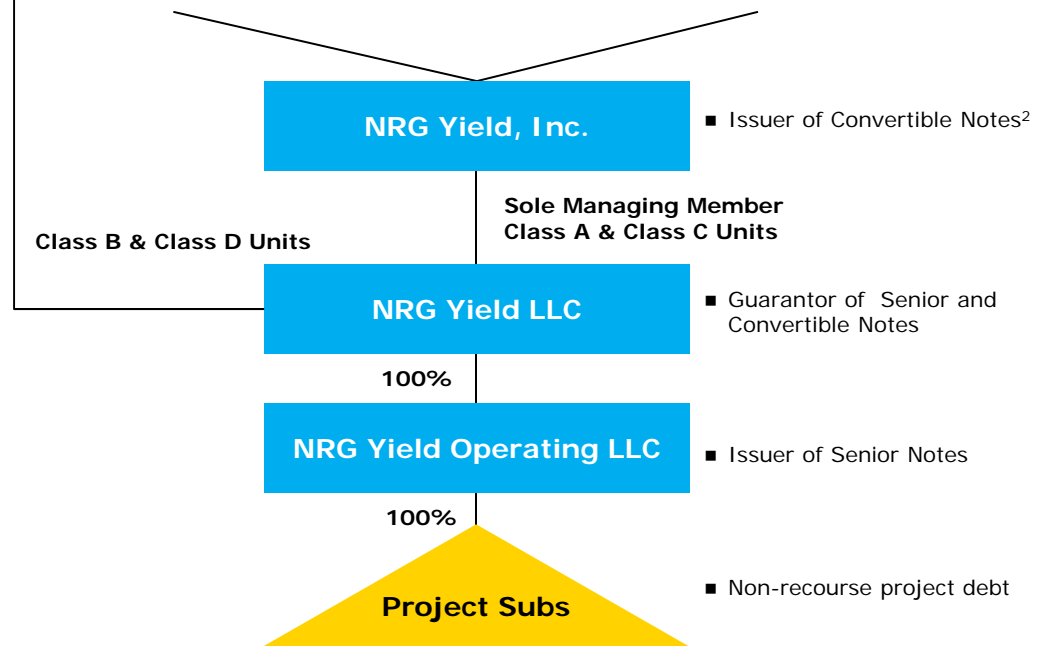 NRG Yield, Inc.
■ Issuer of Convertible Notes²
Sole Managing Member
Class A & Class C Units
Class B & Class D Units
NRG Yield LLC
■ Guarantor of Senior and
Convertible Notes
100%
NRG Yield Operating LLC
■ Issuer of Senior Notes
100%
Project Subs
■ Non-recourse project debt